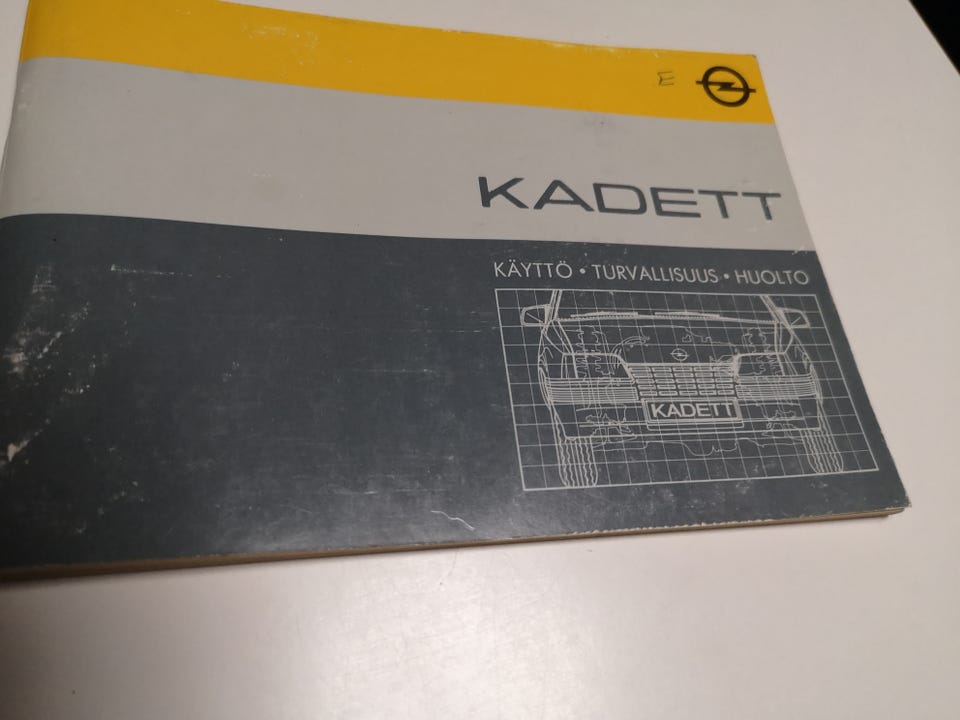 E
KADETT
KÄYTTÖ • TURVALLISUUS • HUOLTO
KADETT